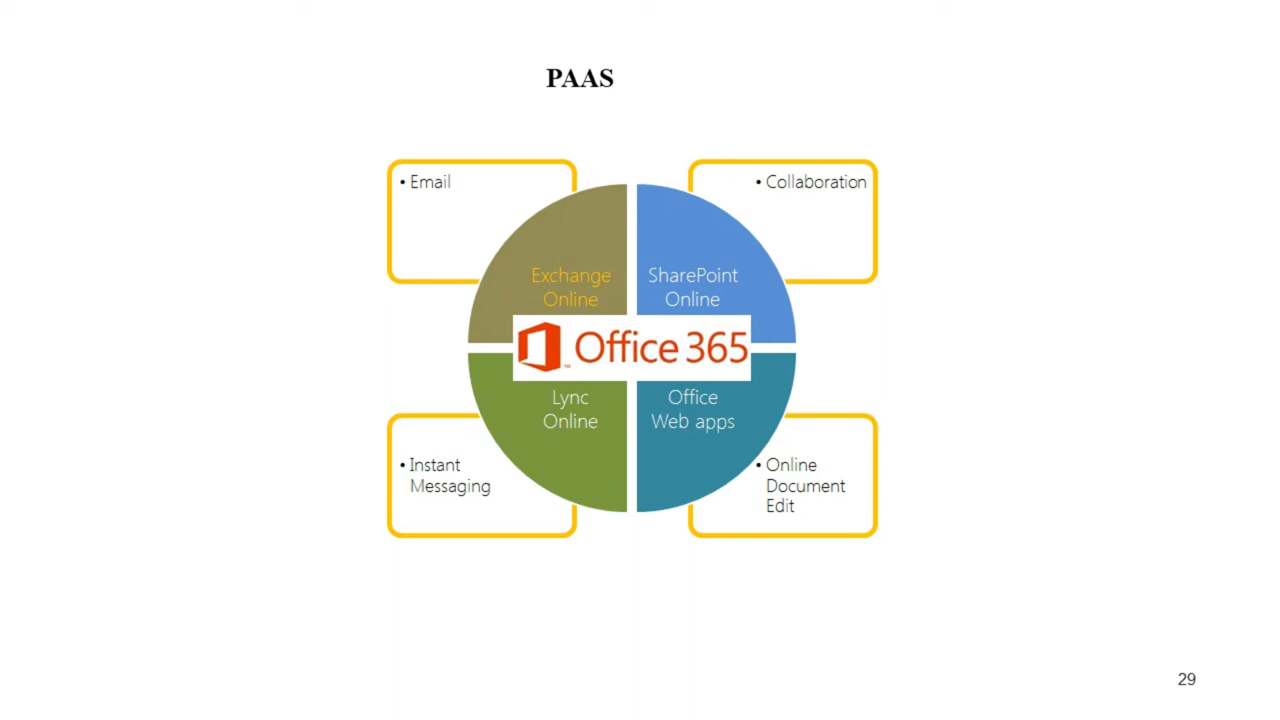 PAAS
• Email
• Collaboration
Exchange
Online
SharePoint
Online
Office 365
Lync
Online
Office
Web apps
• Instant
Messaging
• Online
Document
Edit
29